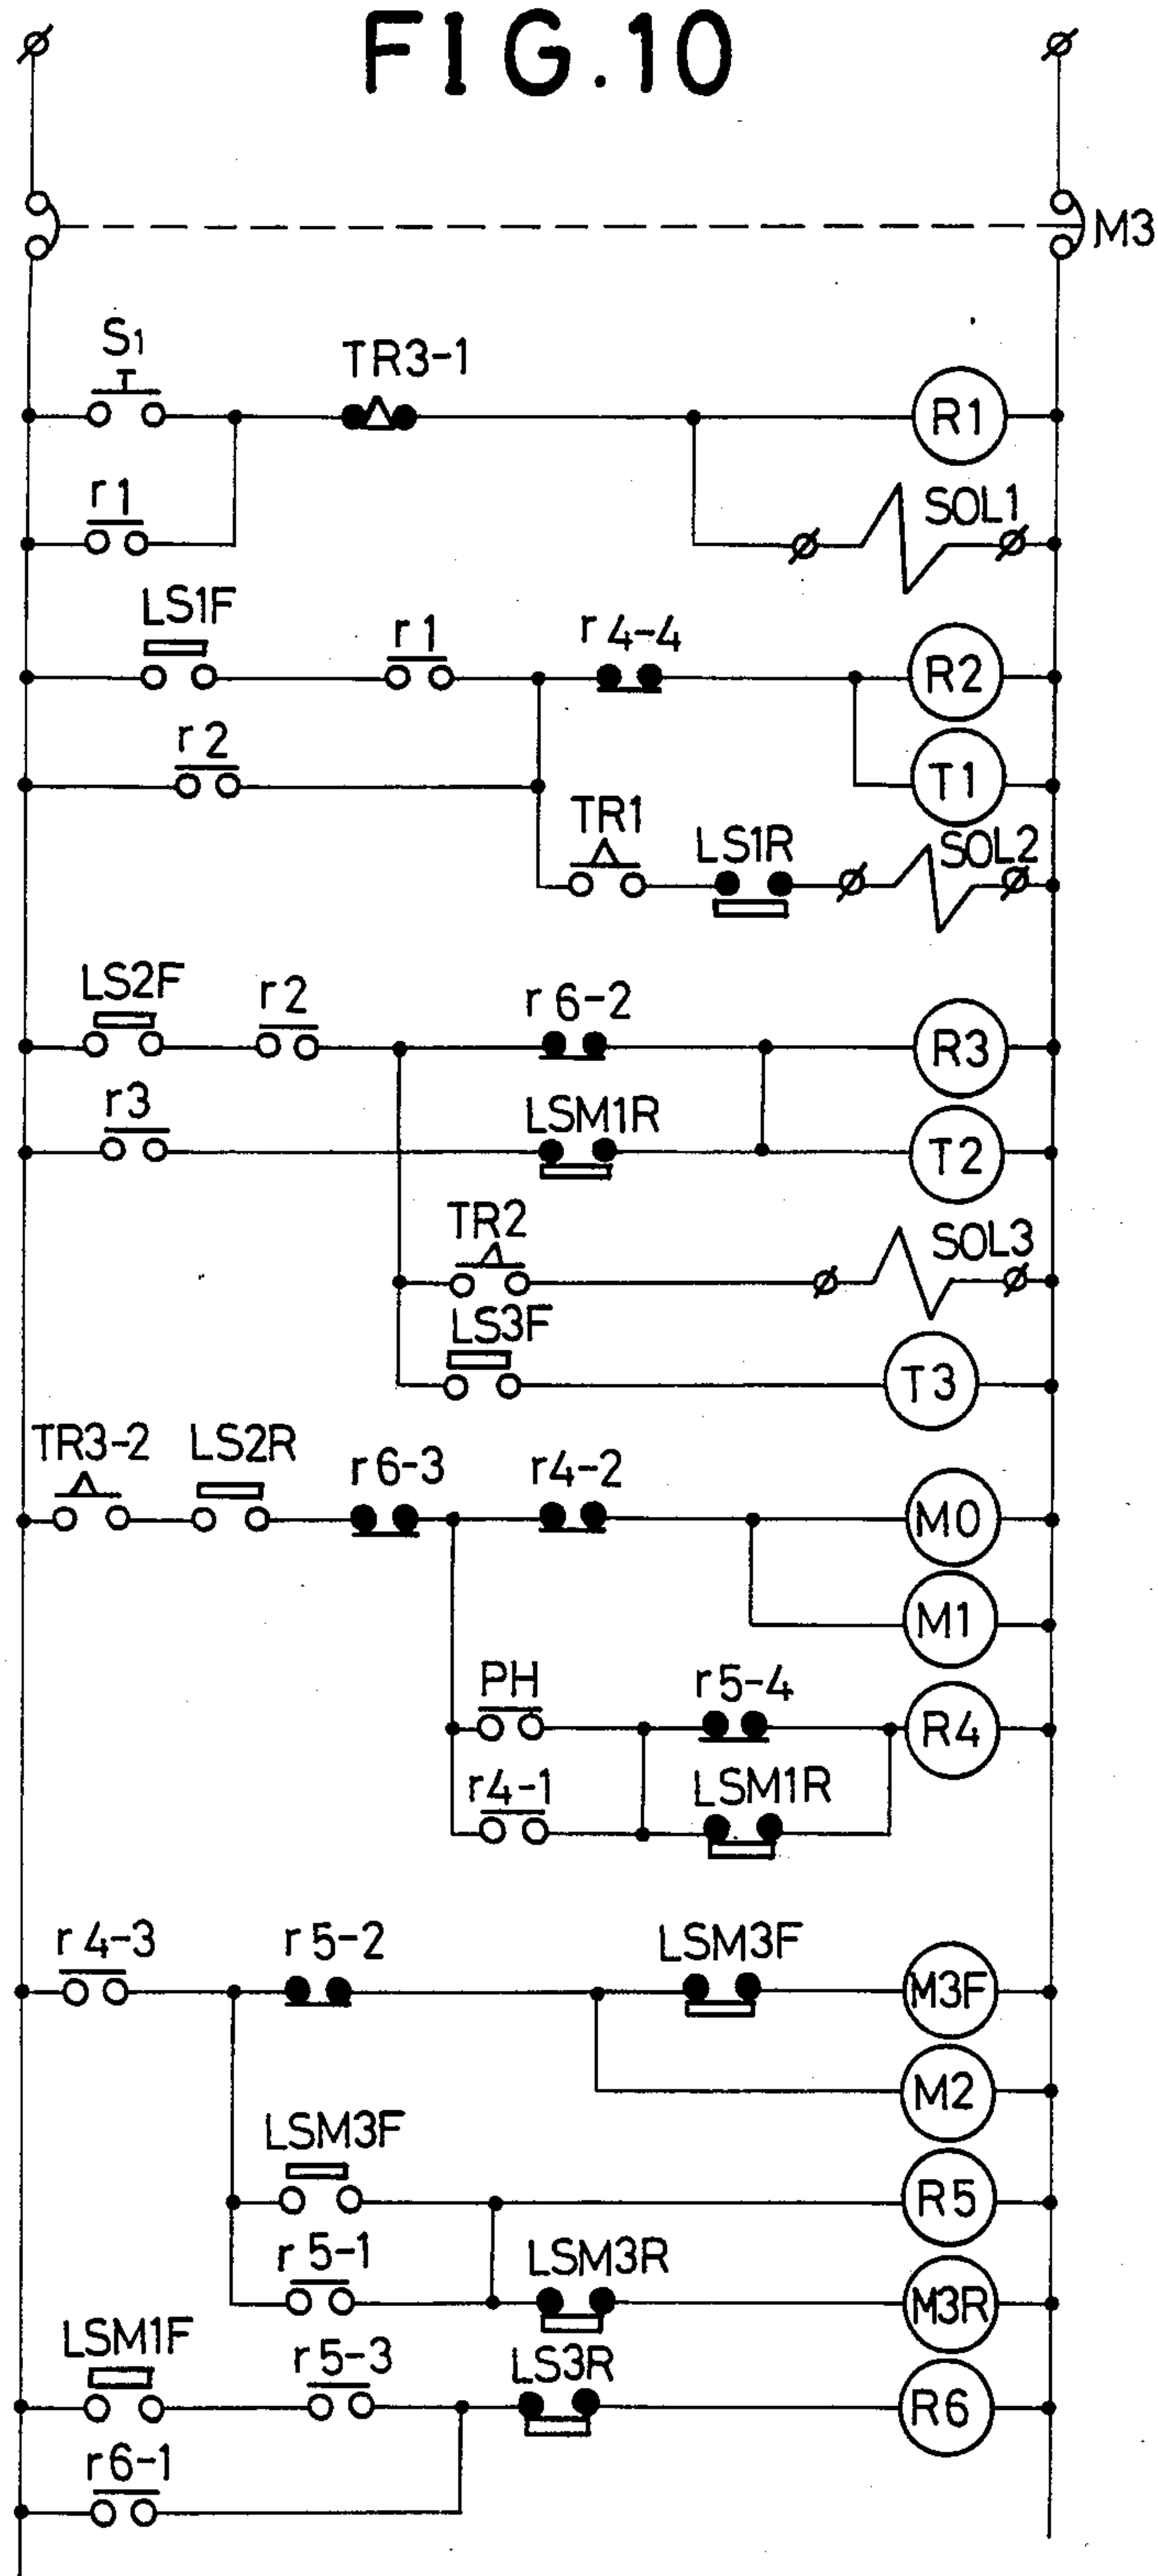 FIG.10
M3
S1 TR3-1 R1
r1 SOL1
LS1F r1 r4-4 R2
r2 T1
TR1 LS1R SOL2
LS2F r2 r6-2 R3
r3 LSM1R T2
TR2 SOL3
LS3F T3
TR3-2 LS2R r6-3 r4-2 M0
M1
PH r5-4 R4
r4-1 LSM1R
r4-3 r5-2 LSM3F M3F
M2
LSM3F R5
r5-1 LSM3R M3R
LSM1F r5-3 LS3R R6
r6-1